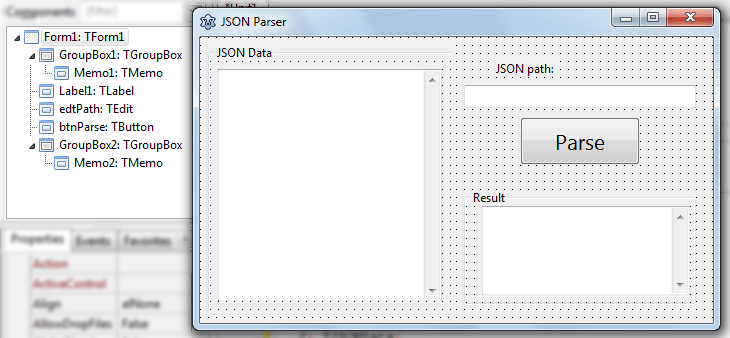 Components
(filter)
Form1: TForm1
GroupBox1: TGroupBox
Memo1: TMemo
Label1: TLabel
edtPath: TEdit
btnParse: TButton
GroupBox2: TGroupBox
Memo2: TMemo
Properties Events Favorites
Action
ActiveControl
Align alNone
AllowDropFiles False
JSON Parser
JSON Data
JSON path:
Parse
Result